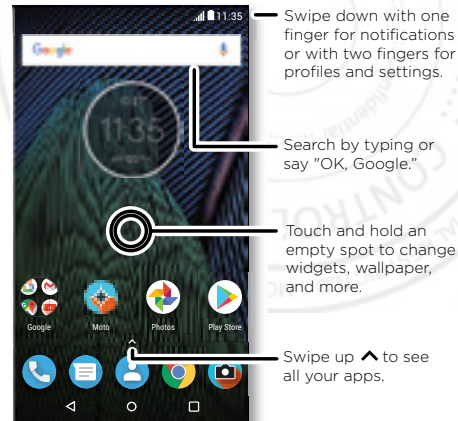 11:35
Google
11:35
Swipe down with one
finger for notifications
or with two fingers for
profiles and settings.
Search by typing or
say "OK, Google."
Touch and hold an
empty spot to change
widgets, wallpaper,
and more.
Google Moto Photos Play Store
Swipe up ^ to see
all your apps.